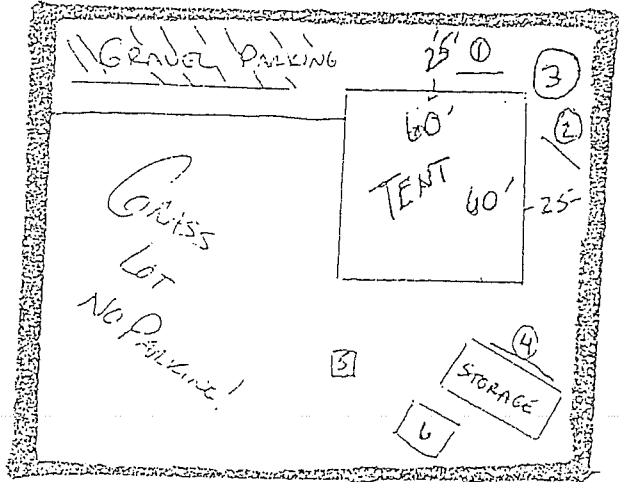 GRAVEL PARKING
25'
1
3
2
60'
TENT
60'
-25-
GRASS
LOT
NO PARKING!
4
STORAGE
5
6